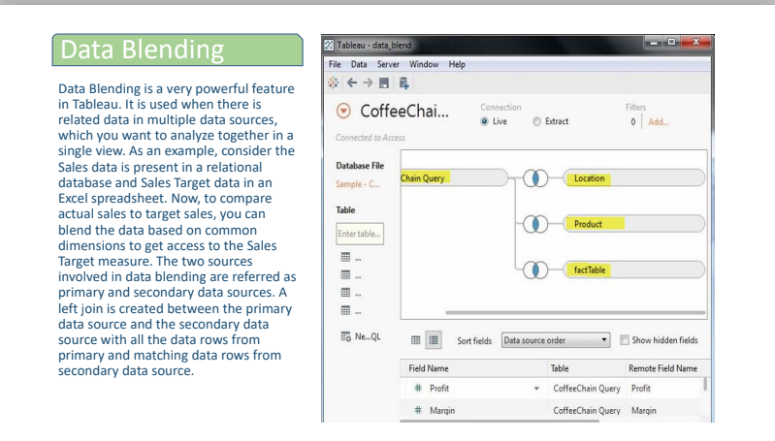 Data Blending
Data Blending is a very powerful feature
in Tableau. It is used when there is
related data in multiple data sources,
which you want to analyze together in a
single view. As an example, consider the
Sales data is present in a relational
database and Sales Target data in an
Excel spreadsheet. Now, to compare
actual sales to target sales, you can
blend the data based on common
dimensions to get access to the Sales
Target measure. The two sources
involved in data blending are referred as
primary and secondary data sources. A
left join is created between the primary
data source and the secondary data
source with all the data rows from
primary and matching data rows from
secondary data source.
Tableau - data_blend
File Data Server Window Help
CoffeeChai...
Connection
Live Extract
Filters
0 Add...
Connected to Access
Database File
Sample - C...
Table
Enter table...
...
...
...
...
Ne...QL
Chain Query
Location
Product
factTable
Sort fields Data source order Show hidden fields
Field Name Table Remote Field Name
# Profit CoffeeChain Query Profit
# Margin CoffeeChain Query Margin